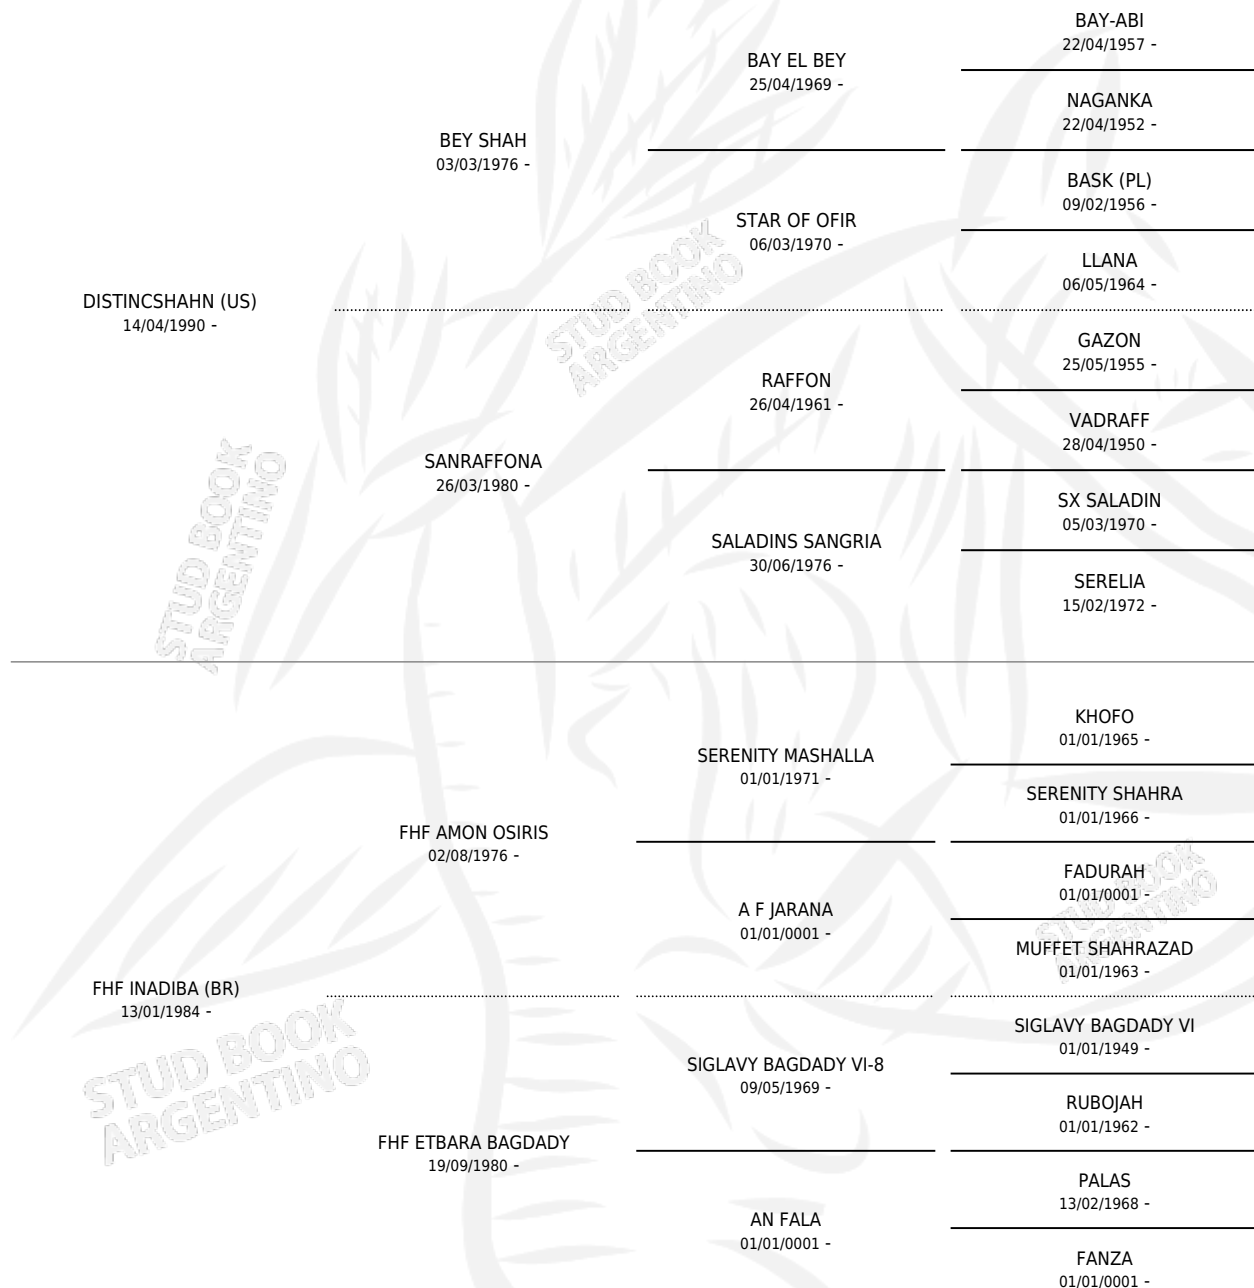 BAY-ABI
22/04/1957 -
BAY EL BEY
25/04/1969 -
NAGANKA
22/04/1952 -
BEY SHAH
03/03/1976 -
BASK (PL)
09/02/1956 -
STAR OF OFIR
06/03/1970 -
LLANA
06/05/1964 -
DISTINCSHAHN (US)
14/04/1990 -
GAZON
25/05/1955 -
RAFFON
26/04/1961 -
VADRAFF
28/04/1950 -
SANRAFFONA
26/03/1980 -
SX SALADIN
05/03/1970 -
SALADINS SANGRIA
30/06/1976 -
SERELIA
15/02/1972 -
KHOFO
01/01/1965 -
SERENITY MASHALLA
01/01/1971 -
SERENITY SHAHRA
01/01/1966 -
FHF AMON OSIRIS
02/08/1976 -
FADURAH
01/01/0001 -
A F JARANA
01/01/0001 -
MUFFET SHAHRAZAD
01/01/1963 -
FHF INADIBA (BR)
13/01/1984 -
SIGLAVY BAGDADY VI
01/01/1949 -
SIGLAVY BAGDADY VI-8
09/05/1969 -
RUBOJAH
01/01/1962 -
FHF ETBARA BAGDADY
19/09/1980 -
PALAS
13/02/1968 -
AN FALA
01/01/0001 -
FANZA
01/01/0001 -
STUD BOOK
ARGENTINO
STUD BOOK
ARGENTINO
STUD BOOK
ARGENTINO
STUD BOOK
ARGENTINO